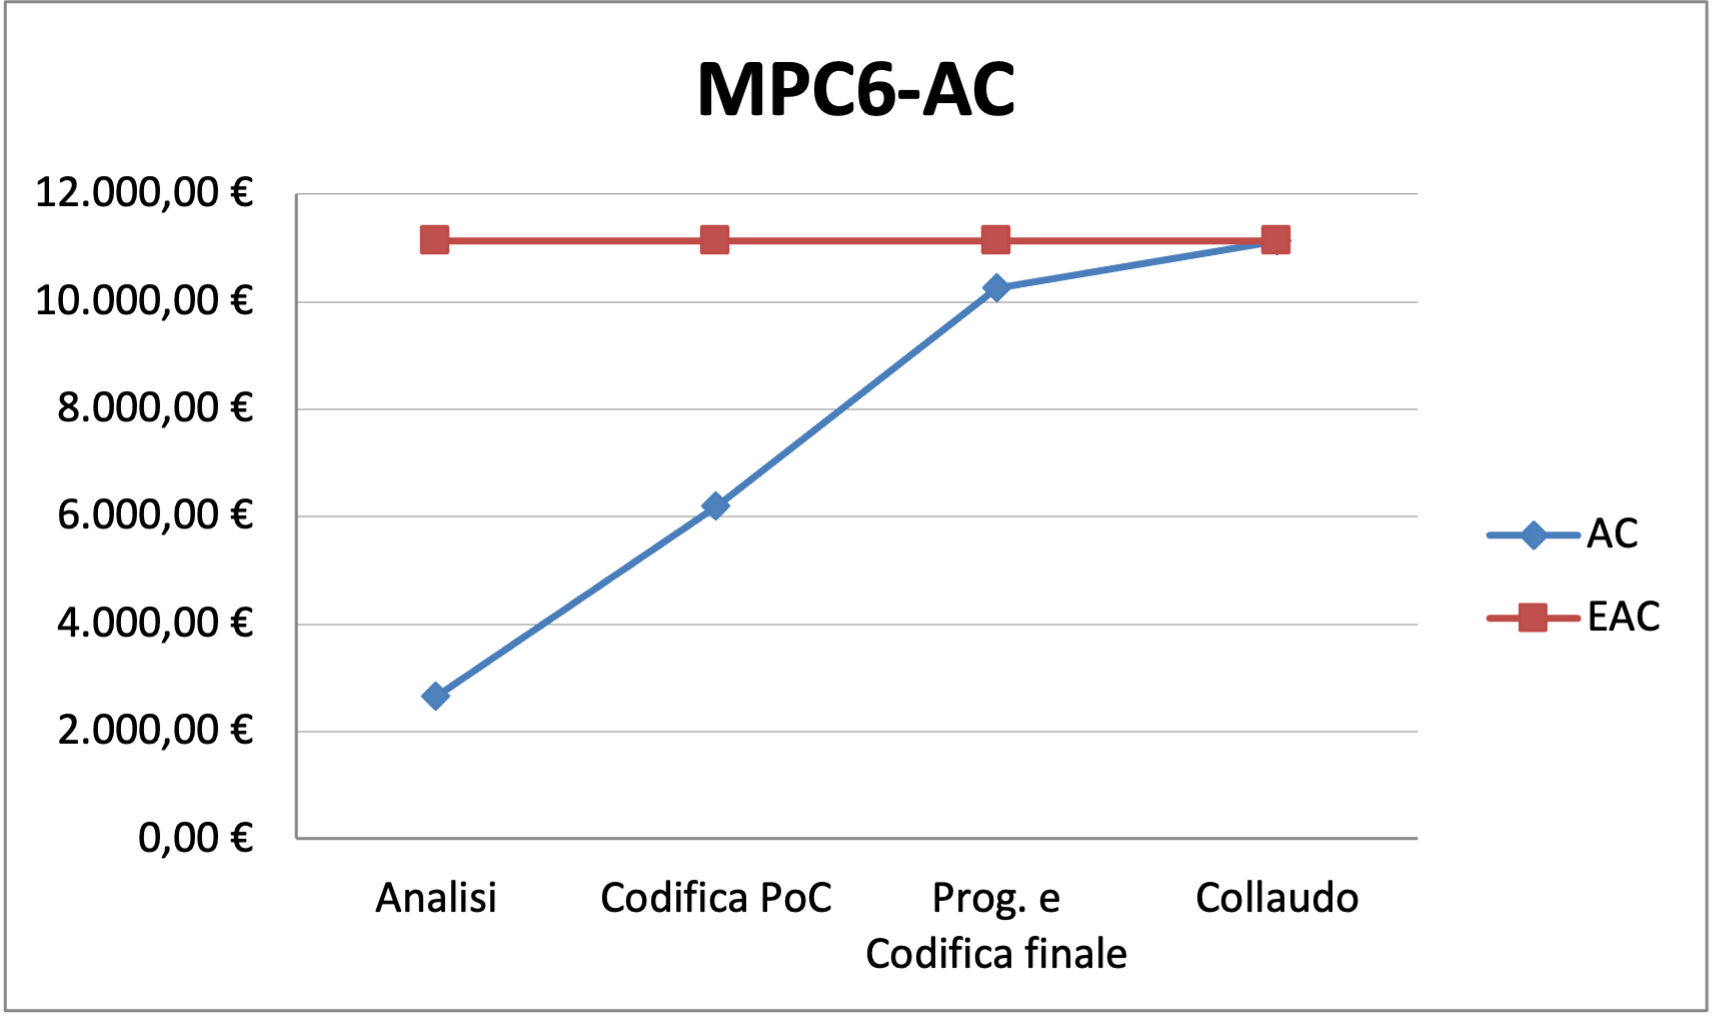 MPC6-AC
12.000,00 €
10.000,00 €
8.000,00 €
6.000,00 €
4.000,00 €
2.000,00 €
0,00 €
Analisi
Codifica PoC
Prog. e
Codifica finale
Collaudo
AC
EAC